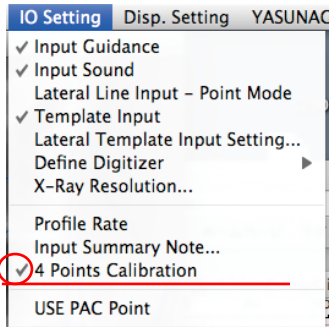 IO Setting Disp. Setting YASUNAC
✓ Input Guidance
✓ Input Sound
Lateral Line Input – Point Mode
✓ Template Input
Lateral Template Input Setting...
Define Digitizer ▶
X-Ray Resolution...
Profile Rate
Input Summary Note...
✓ 4 Points Calibration
USE PAC Point